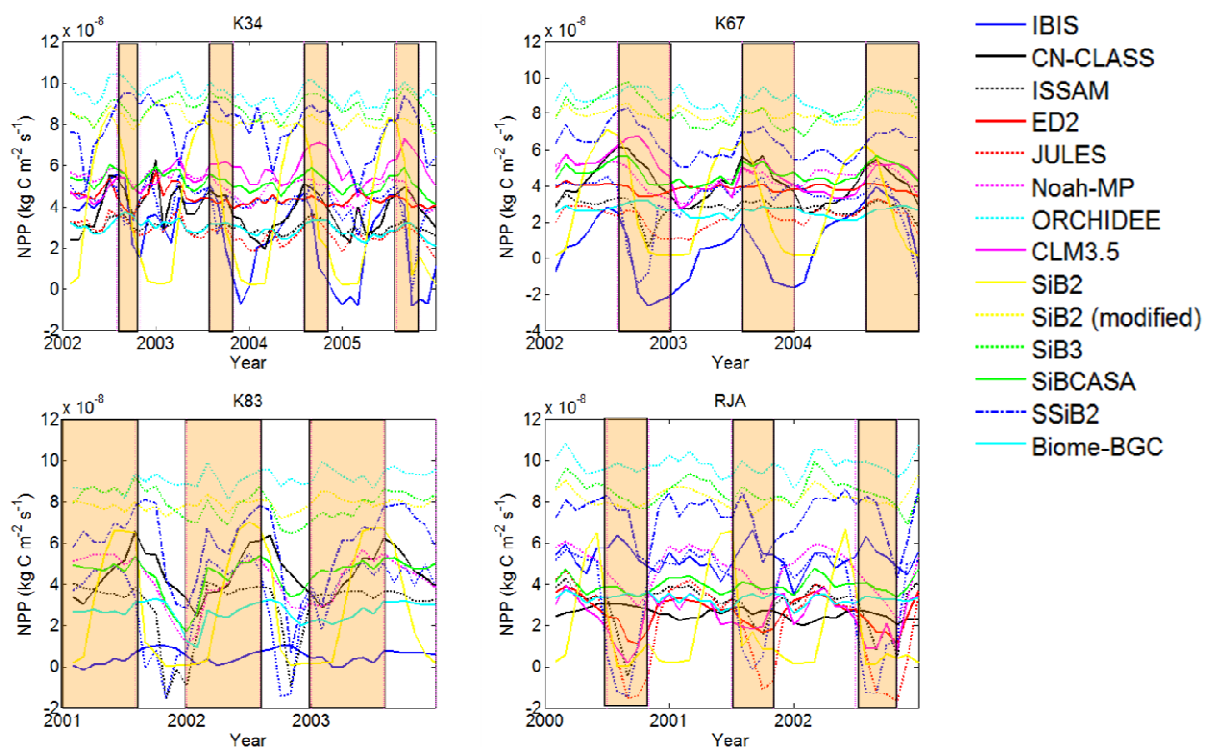 x 10⁻⁸
K34
12
10
8
6
4
2
0
-2
NPP (kg C m⁻² s⁻¹)
2002
2003
2004
2005
Year
x 10⁻⁸
K67
12
10
8
6
4
2
0
-2
-4
NPP (kg C m⁻² s⁻¹)
2002
2003
2004
Year
x 10⁻⁸
K83
12
10
8
6
4
2
0
-2
NPP (kg C m⁻² s⁻¹)
2001
2002
2003
Year
x 10⁻⁸
RJA
12
10
8
6
4
2
0
-2
NPP (kg C m⁻² s⁻¹)
2000
2001
2002
Year
IBIS
CN-CLASS
ISSAM
ED2
JULES
Noah-MP
ORCHIDEE
CLM3.5
SiB2
SiB2 (modified)
SiB3
SiBCASA
SSiB2
Biome-BGC